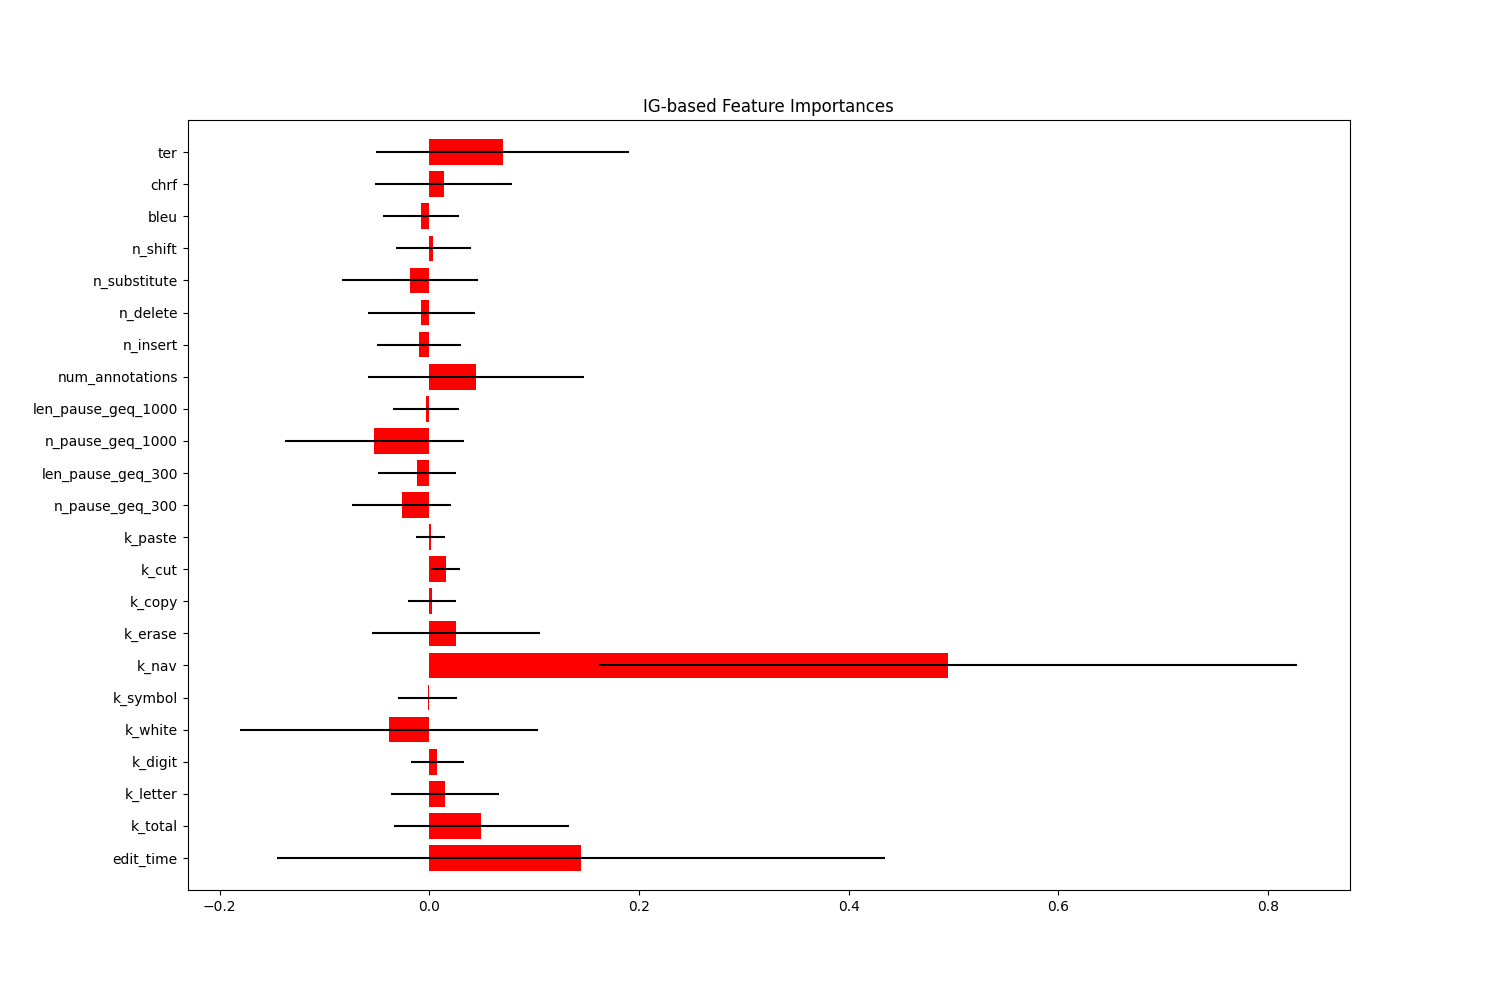 IG-based Feature Importances
ter
chrf
bleu
n_shift
n_substitute
n_delete
n_insert
num_annotations
len_pause_geq_1000
n_pause_geq_1000
len_pause_geq_300
n_pause_geq_300
k_paste
k_cut
k_copy
k_erase
k_nav
k_symbol
k_white
k_digit
k_letter
k_total
edit_time
−0.2 0.0 0.2 0.4 0.6 0.8